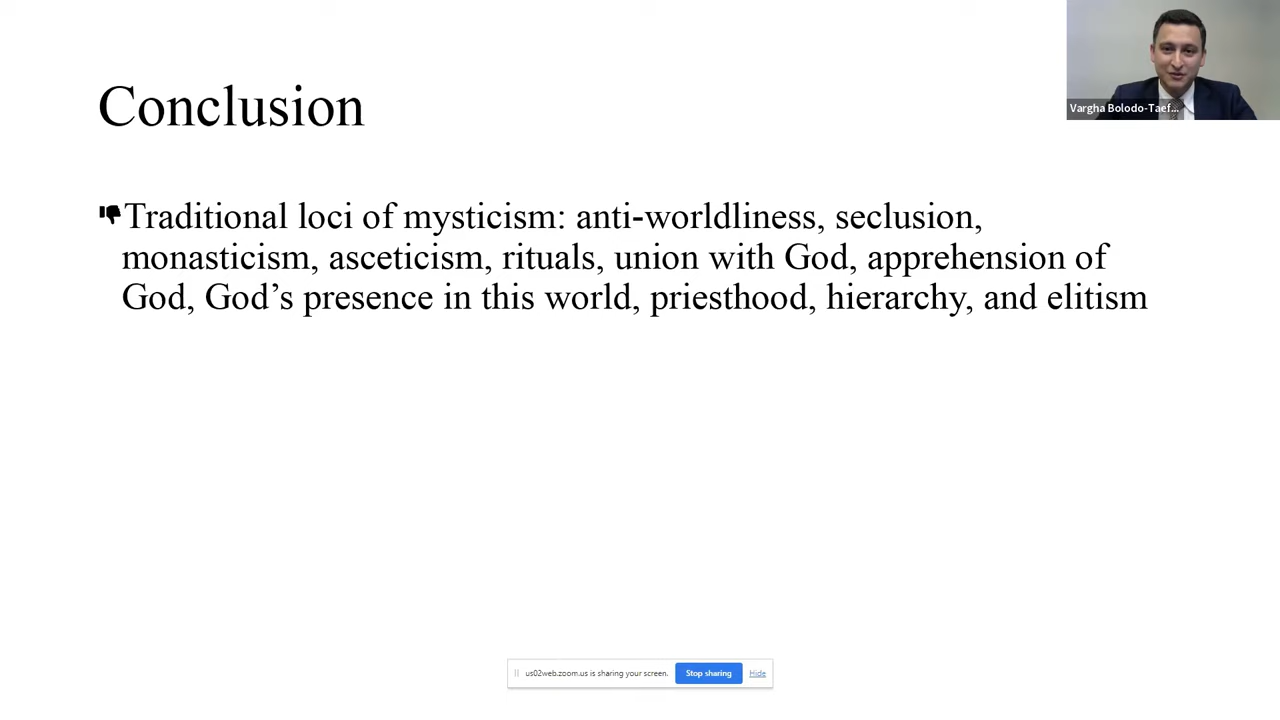 Vargha Bolodo-Taef...
Conclusion
Traditional loci of mysticism: anti-worldliness, seclusion,
monasticism, asceticism, rituals, union with God, apprehension of
God, God’s presence in this world, priesthood, hierarchy, and elitism
us02web.zoom.us is sharing your screen. Stop sharing Hide